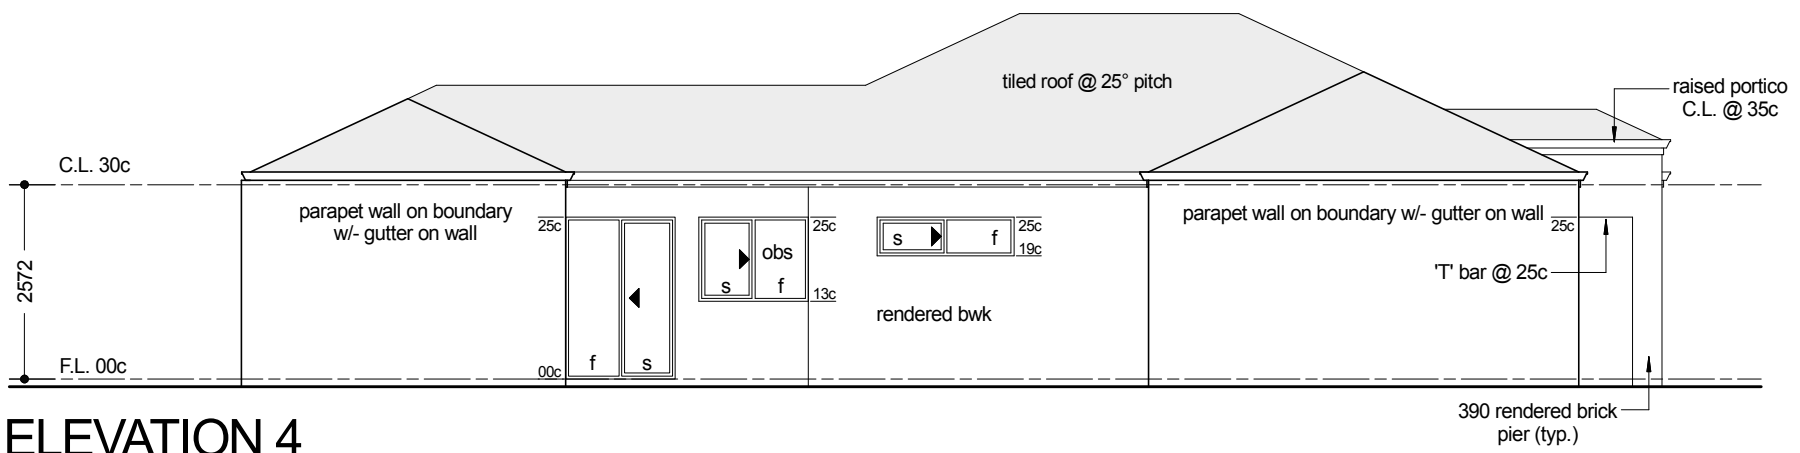 tiled roof @ 25° pitch
raised portico
C.L. @ 35c
C.L. 30c
parapet wall on boundary
w/- gutter on wall
25c
25c
25c
19c
parapet wall on boundary w/- gutter on wall
25c
s
obs
f
s
f
13c
'T' bar @ 25c
2572
rendered bwk
F.L. 00c
00c
f
s
390 rendered brick
pier (typ.)
ELEVATION 4